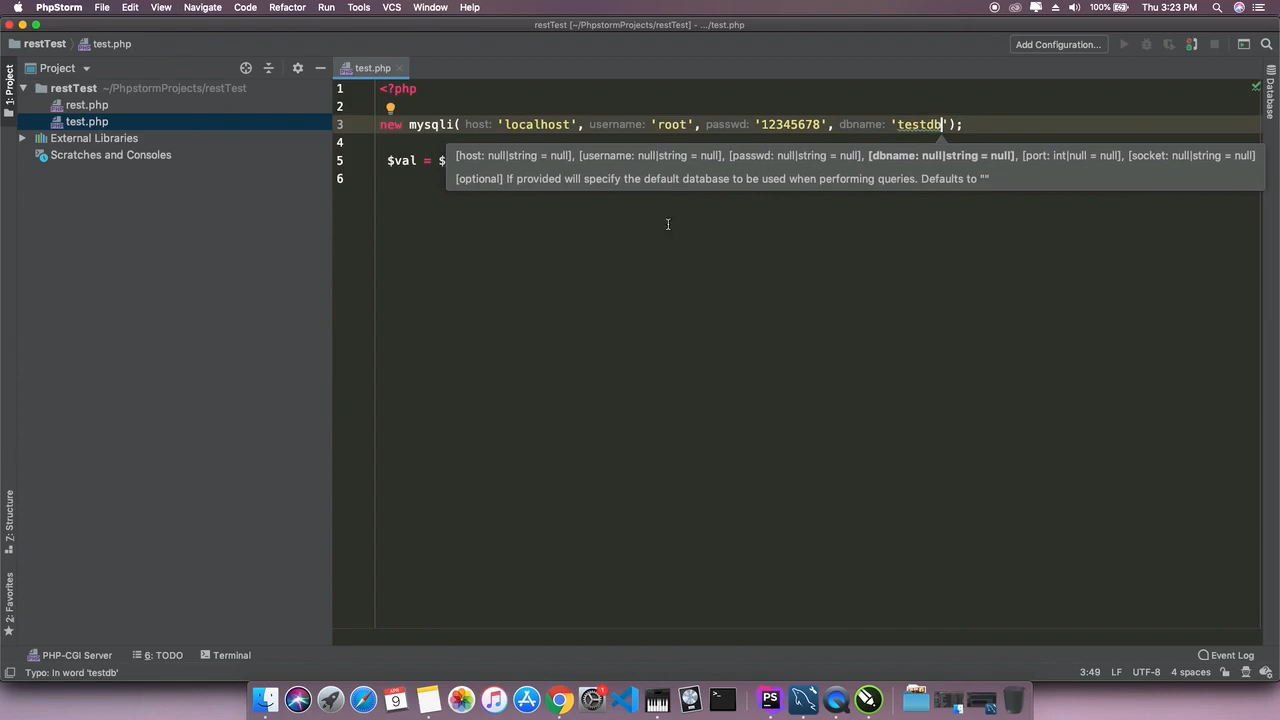 PhpStorm File Edit View Navigate Code Refactor Run Tools VCS Window Help 100% Thu 3:23 PM
restTest [~/PhpstormProjects/restTest] - .../test.php
restTest test.php Add Configuration...
1: Project
Project
test.php
Database
restTest ~/PhpstormProjects/restTest
rest.php
test.php
External Libraries
Scratches and Consoles
1 <?php
2
3 new mysqli( host: 'localhost', username: 'root', passwd: '12345678', dbname: 'testdb');
4
[host: null|string = null], [username: null|string = null], [passwd: null|string = null], [dbname: null|string = null], [port: int|null = null], [socket: null|string = null]
5 $val = $
6
[optional] If provided will specify the default database to be used when performing queries. Defaults to ""
7: Structure
2: Favorites
PHP-CGI Server 6: TODO Terminal Event Log
Typo: In word 'testdb' 3:49 LF UTF-8 4 spaces
APR
9
1
PS